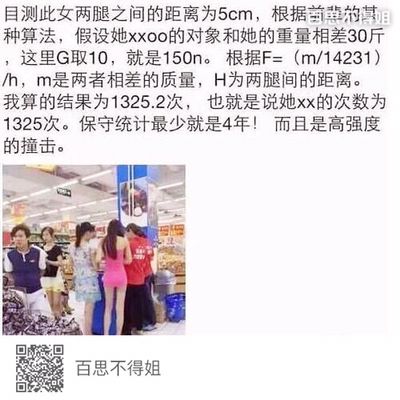 百思不得姐
目测此女两腿之间的距离为5cm，根据前辈的某
种算法，假设她xxoo的对象和她的重量相差30斤
，这里G取10，就是150n。 根据F=（m/14231）
/h，m是两者相差的质量，H为两腿间的距离。
我算的结果为1325.2次， 也就是说她xx的次数为
1325次。保守统计最少就是4年！ 而且是高强度
的撞击。
百思不得姐